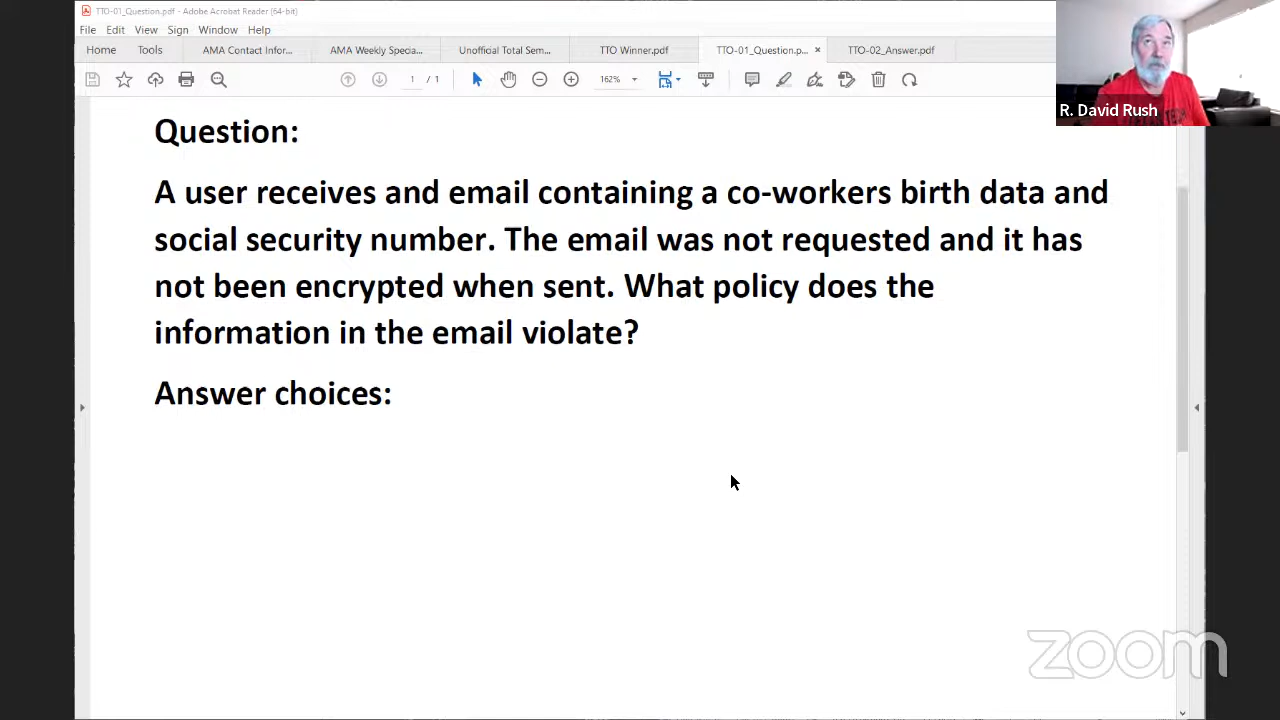 TTO-01_Question.pdf - Adobe Acrobat Reader (64-bit)
File Edit View Sign Window Help
Home Tools AMA Contact Infor... AMA Weekly Specia... Unofficial Total Sem... TTO Winner.pdf TTO-01_Question.p... × TTO-02_Answer.pdf
1 / 1 162%
R. David Rush
Question:
A user receives and email containing a co-workers birth data and
social security number. The email was not requested and it has
not been encrypted when sent. What policy does the
information in the email violate?
Answer choices:
zoom